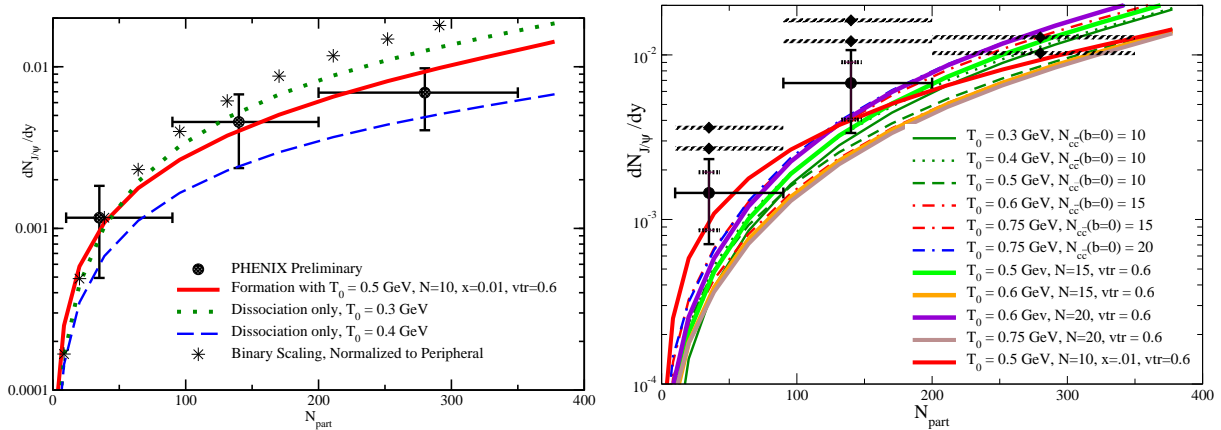 0.01
0.001
0.0001
dN_J/ψ /dy
0 100 200 300 400
N_part
PHENIX Preliminary
Formation with T_0 = 0.5 GeV, N=10, x=0.01, vtr=0.6
Dissociation only, T_0 = 0.3 GeV
Dissociation only, T_0 = 0.4 GeV
Binary Scaling, Normalized to Peripheral
10^-2
10^-3
10^-4
dN_J/ψ /dy
0 100 200 300 400
N_part
T_0 = 0.3 GeV, N_cc̅(b=0) = 10
T_0 = 0.4 GeV, N_cc̅(b=0) = 10
T_0 = 0.5 GeV, N_cc̅(b=0) = 10
T_0 = 0.6 GeV, N_cc̅(b=0) = 15
T_0 = 0.75 GeV, N_cc̅(b=0) = 15
T_0 = 0.75 GeV, N_cc̅(b=0) = 20
T_0 = 0.5 GeV, N=15, vtr = 0.6
T_0 = 0.6 GeV, N=15, vtr = 0.6
T_0 = 0.6 GeV, N=20, vtr = 0.6
T_0 = 0.75 GeV, N=20, vtr = 0.6
T_0 = 0.5 GeV, N=10, x=.01, vtr=0.6